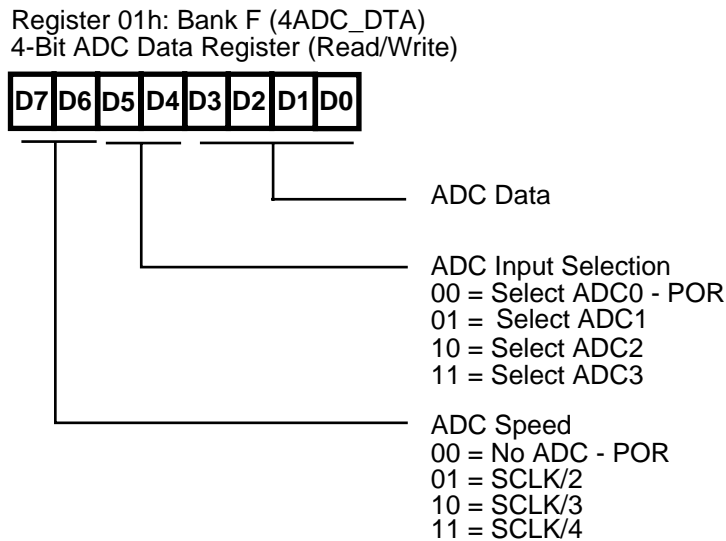 Register 01h: Bank F (4ADC_DTA)
4-Bit ADC Data Register (Read/Write)
D7 D6 D5 D4 D3 D2 D1 D0
ADC Data
ADC Input Selection
00 = Select ADC0 - POR
01 = Select ADC1
10 = Select ADC2
11 = Select ADC3
ADC Speed
00 = No ADC - POR
01 = SCLK/2
10 = SCLK/3
11 = SCLK/4